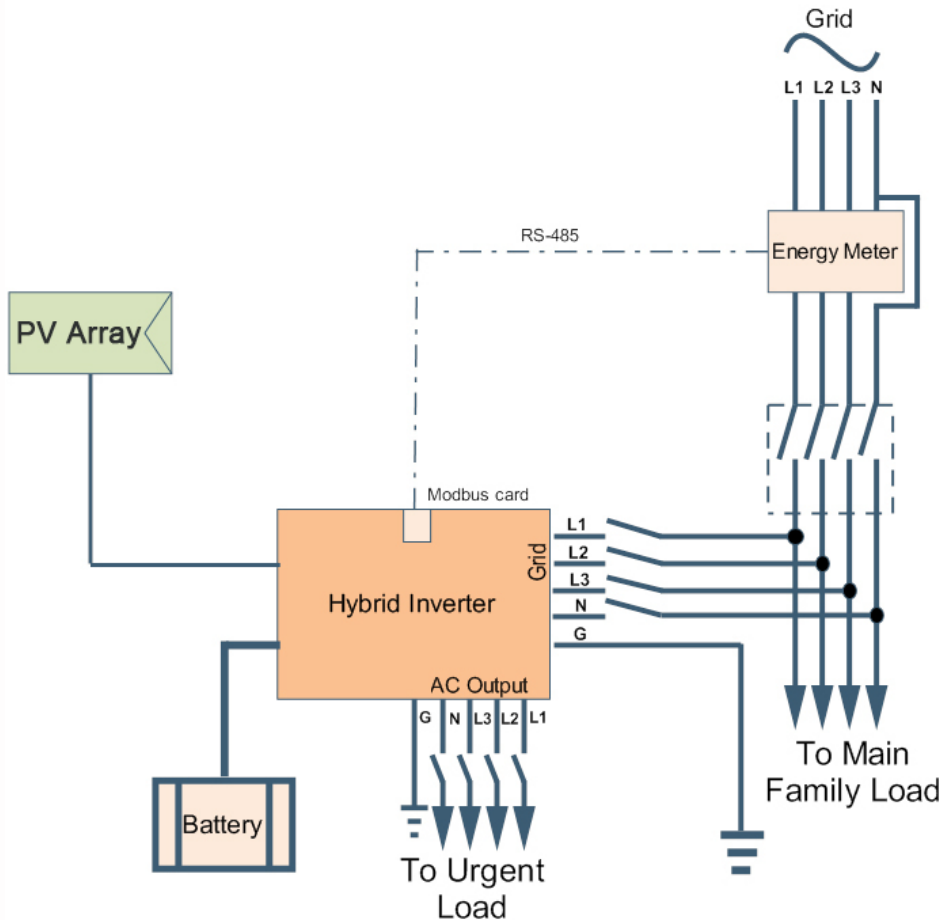 Grid
L1 L2 L3 N
RS-485
Energy Meter
PV Array
Modbus card
L1
L2
L3
N
G
Grid
Hybrid Inverter
AC Output
G N L3 L2 L1
To Main
Family Load
Battery
To Urgent
Load